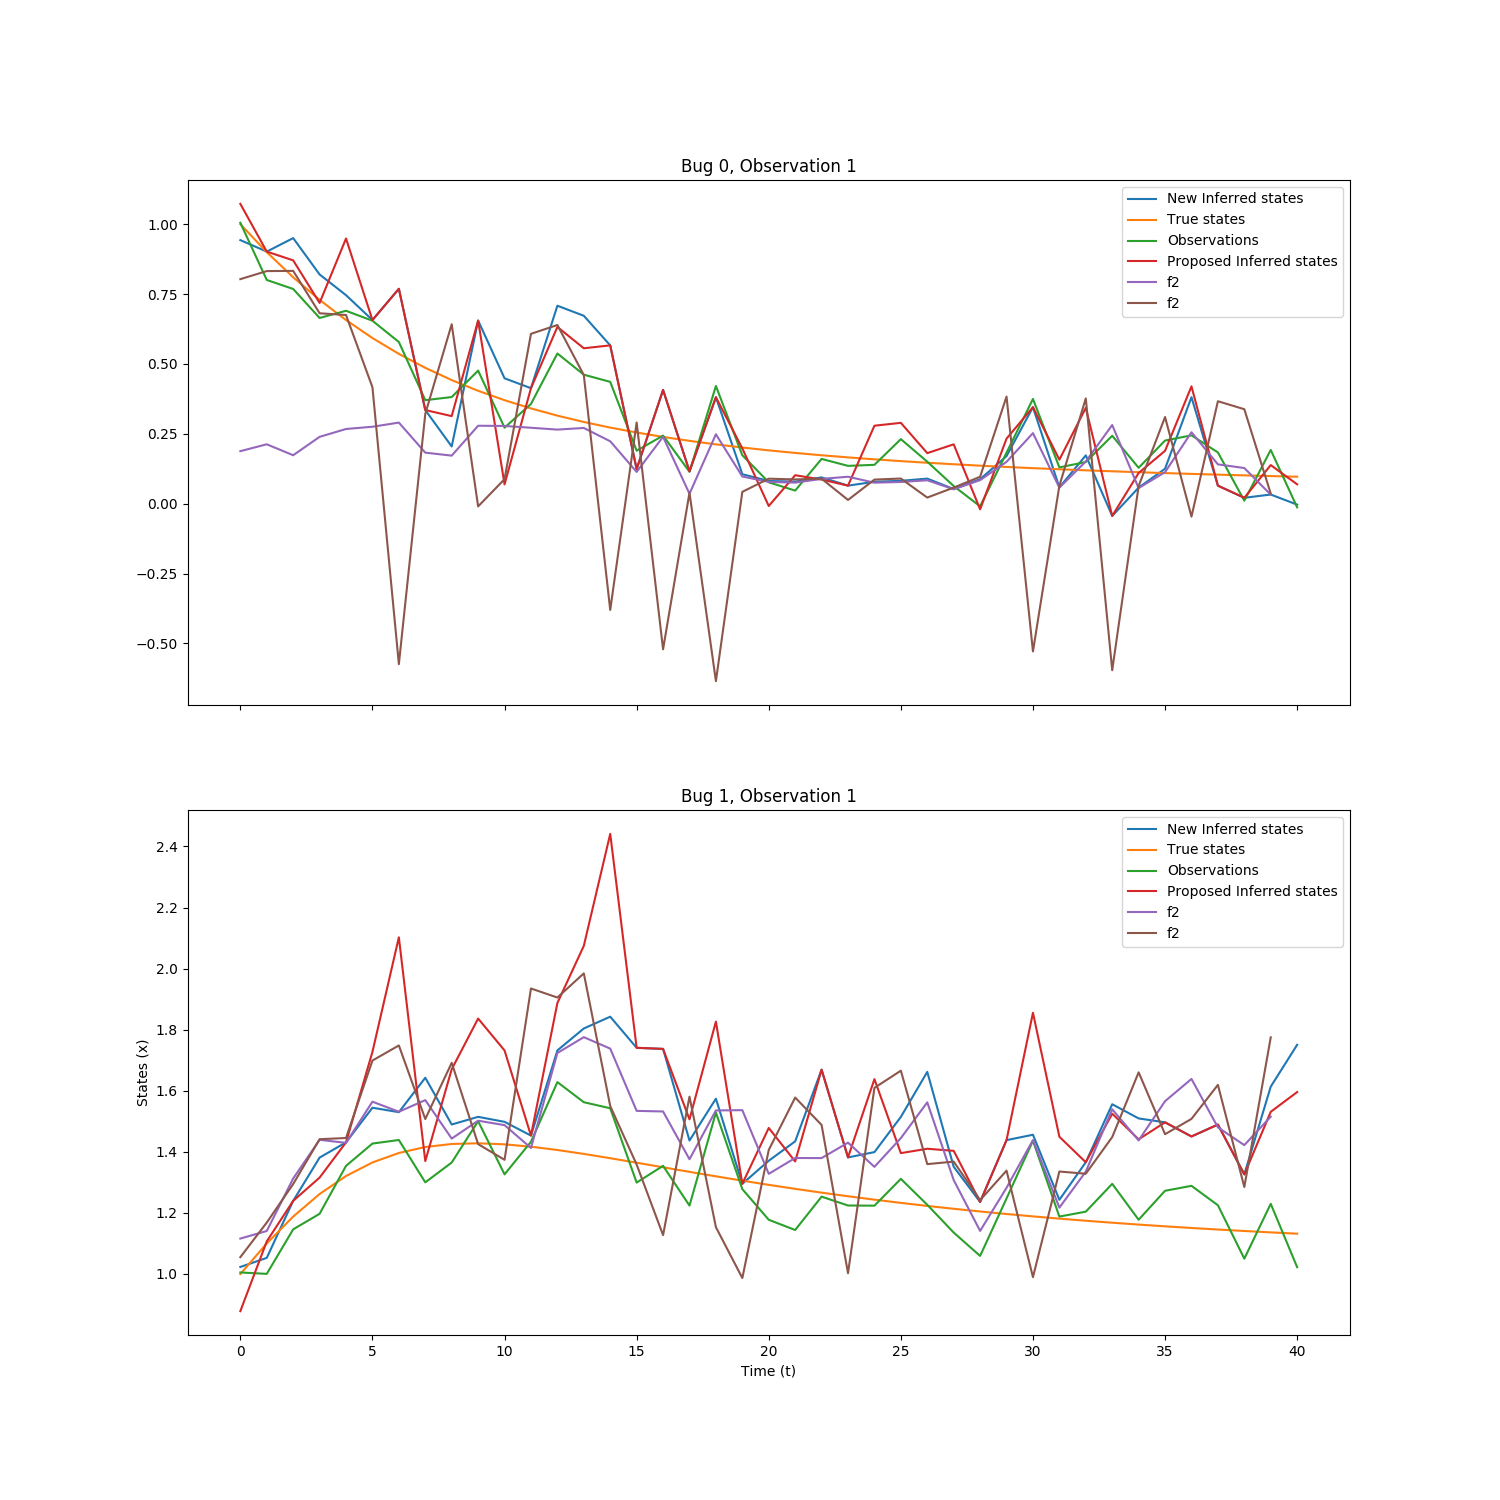 Bug 0, Observation 1
1.00
0.75
0.50
0.25
0.00
−0.25
−0.50
New Inferred states
True states
Observations
Proposed Inferred states
f2
f2
Bug 1, Observation 1
2.4
2.2
2.0
1.8
1.6
1.4
1.2
1.0
States (x)
New Inferred states
True states
Observations
Proposed Inferred states
f2
f2
0 5 10 15 20 25 30 35 40
Time (t)